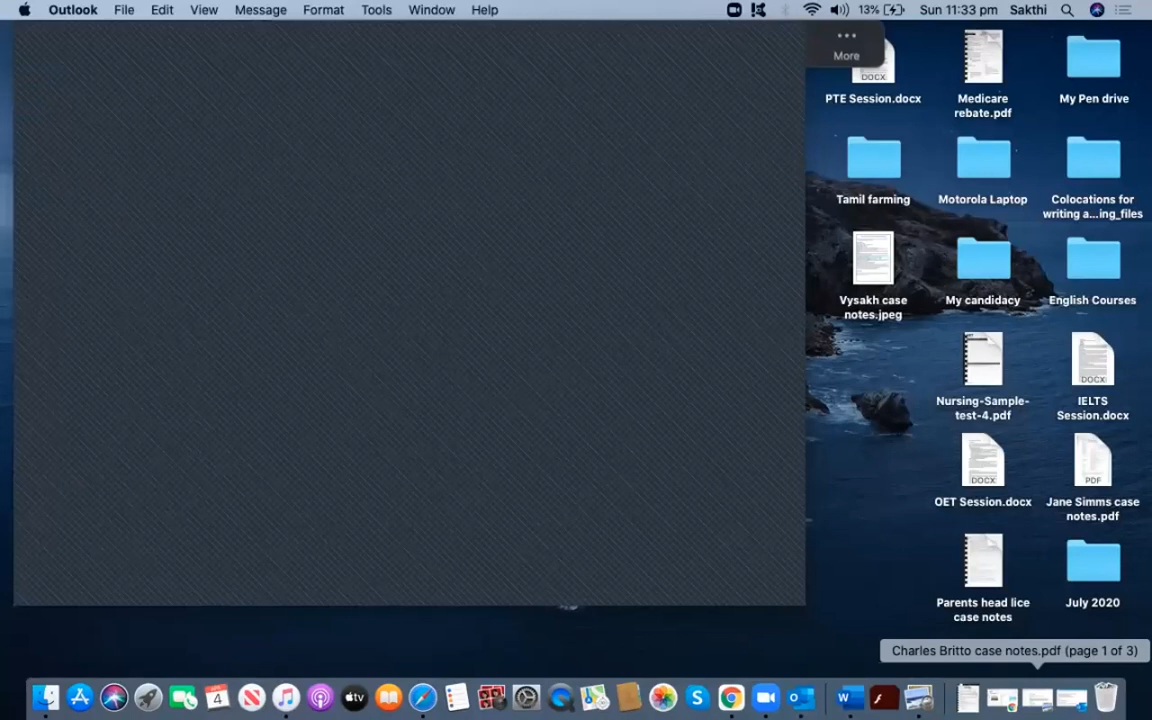 Outlook File Edit View Message Format Tools Window Help 13% Sun 11:33 pm Sakthi
More
DOCX
PTE Session.docx
Medicare
rebate.pdf
My Pen drive
Tamil farming
Motorola Laptop
Colocations for
writing a...ing_files
Vysakh case
notes.jpeg
My candidacy
English Courses
Nursing-Sample-
test-4.pdf
DOCX
IELTS
Session.docx
DOCX
OET Session.docx
PDF
Jane Simms case
notes.pdf
Parents head lice
case notes
July 2020
Charles Britto case notes.pdf (page 1 of 3)
4
tv
S
W